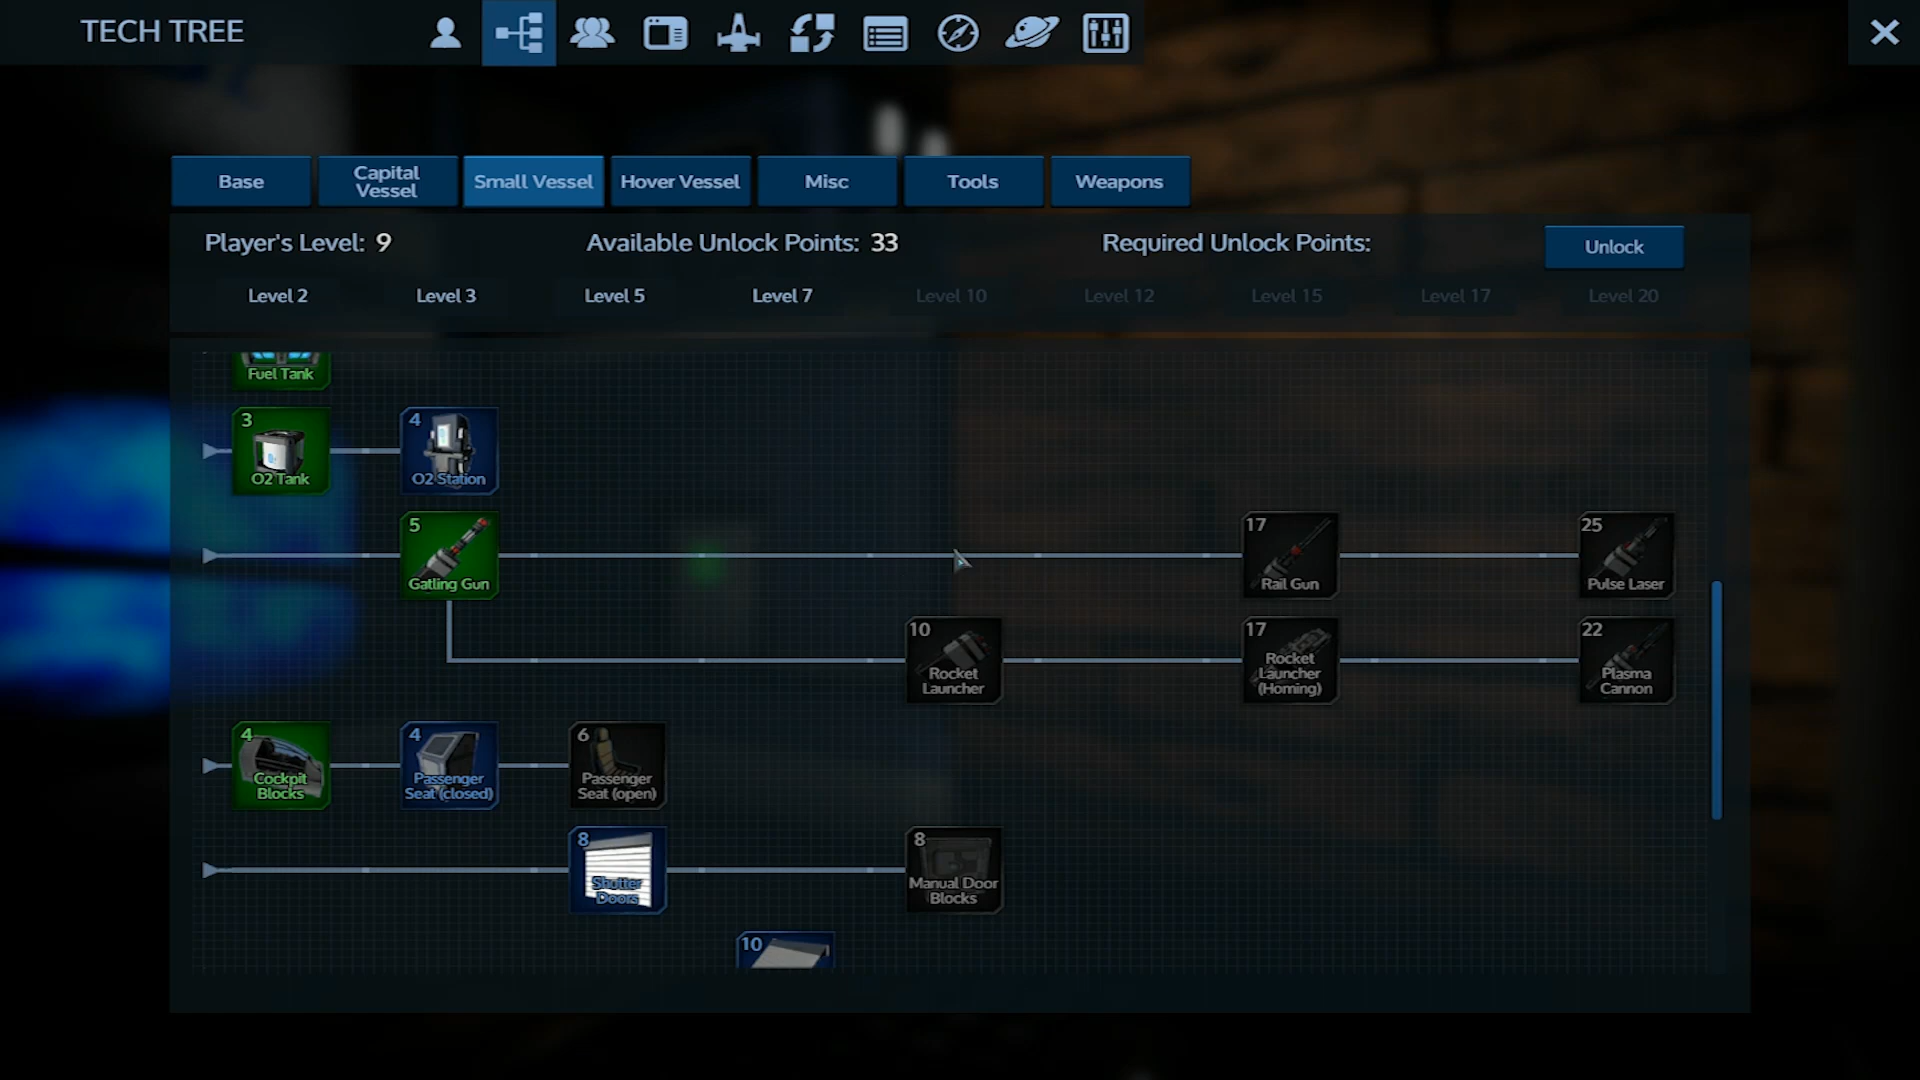 TECH TREE
Base
Capital
Vessel
Small Vessel
Hover Vessel
Misc
Tools
Weapons
Player's Level: 9
Available Unlock Points: 33
Required Unlock Points:
Unlock
Level 2
Level 3
Level 5
Level 7
Level 10
Level 12
Level 15
Level 17
Level 20
Fuel Tank
3
O2 Tank
4
O2 Station
5
Gatling Gun
17
Rail Gun
25
Pulse Laser
10
Rocket
Launcher
17
Rocket
Launcher
(Homing)
22
Plasma
Cannon
4
Cockpit
Blocks
4
Passenger
Seat (closed)
6
Passenger
Seat (open)
8
Shutter
Doors
8
Manual Door
Blocks
10